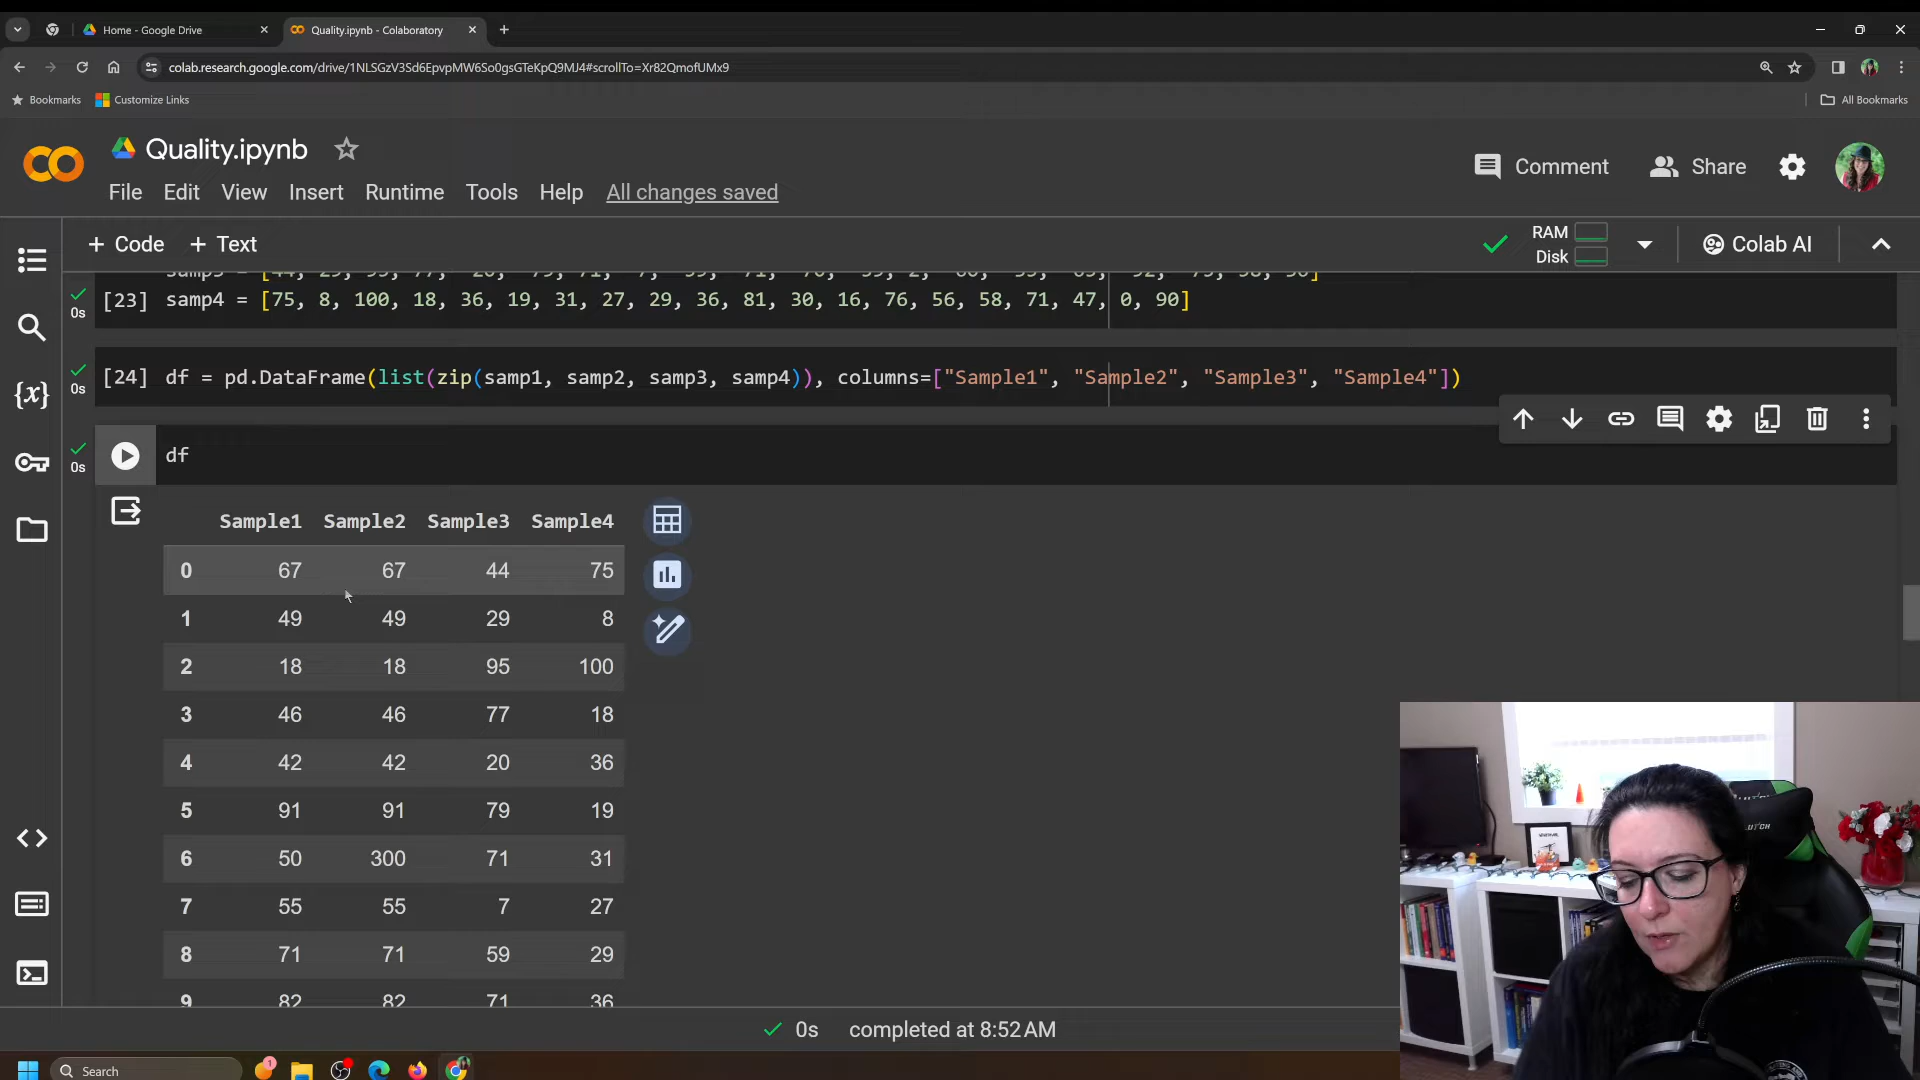 Home - Google Drive
Quality.ipynb - Colaboratory
colab.research.google.com/drive/1NLSGzV3Sd6EpvpMW6So0gsGTeKpQ9MJ4#scrollTo=Xr82QmofUMx9
Bookmarks
Customize Links
All Bookmarks
Quality.ipynb
Comment
Share
File Edit View Insert Runtime Tools Help All changes saved
+ Code + Text
RAM
Disk
Colab AI
0s
[23] samp4 = [75, 8, 100, 18, 36, 19, 31, 27, 29, 36, 81, 30, 16, 76, 56, 58, 71, 47, 0, 90]
0s
[24] df = pd.DataFrame(list(zip(samp1, samp2, samp3, samp4)), columns=["Sample1", "Sample2", "Sample3", "Sample4"])
0s
df
Sample1 Sample2 Sample3 Sample4
0 67 67 44 75
1 49 49 29 8
2 18 18 95 100
3 46 46 77 18
4 42 42 20 36
5 91 91 79 19
6 50 300 71 31
7 55 55 7 27
8 71 71 59 29
9 82 82 71 36
{x}
0s completed at 8:52 AM
Search
1